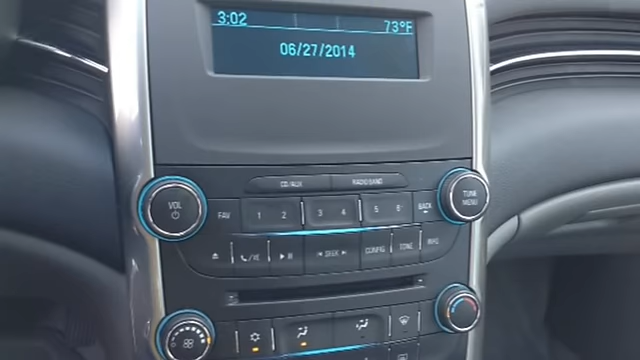 3:02
73°F
06/27/2014
CD/AUX RADIO BAND
VOL TUNE
MENU
FAV 1 2 3 4 5 6 BACK
SEEK CONFIG TONE INFO